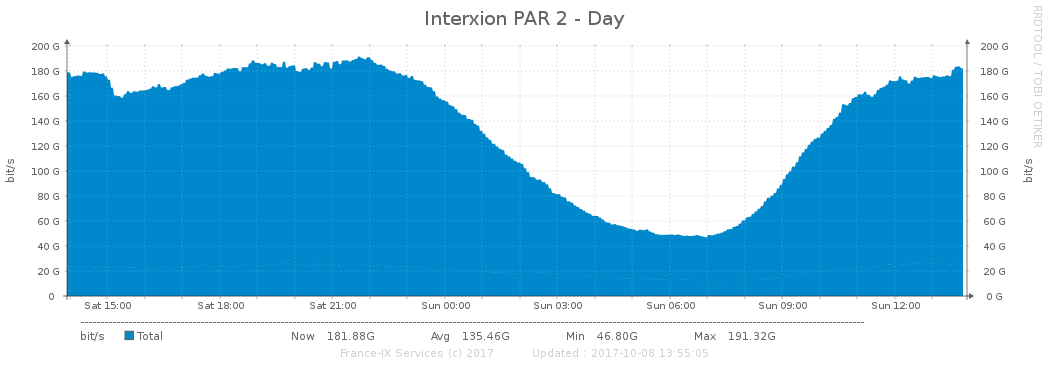 Interxion PAR 2 - Day
RRDTOOL / TOBI OETIKER
bit/s
200 G
180 G
160 G
140 G
120 G
100 G
80 G
60 G
40 G
20 G
0
200 G
180 G
160 G
140 G
120 G
100 G
80 G
60 G
40 G
20 G
0 G
bit/s
Sat 15:00 Sat 18:00 Sat 21:00 Sun 00:00 Sun 03:00 Sun 06:00 Sun 09:00 Sun 12:00
bit/s Total Now 181.88G Avg 135.46G Min 46.80G Max 191.32G
France-IX Services (c) 2017 Updated : 2017-10-08 13:55:05